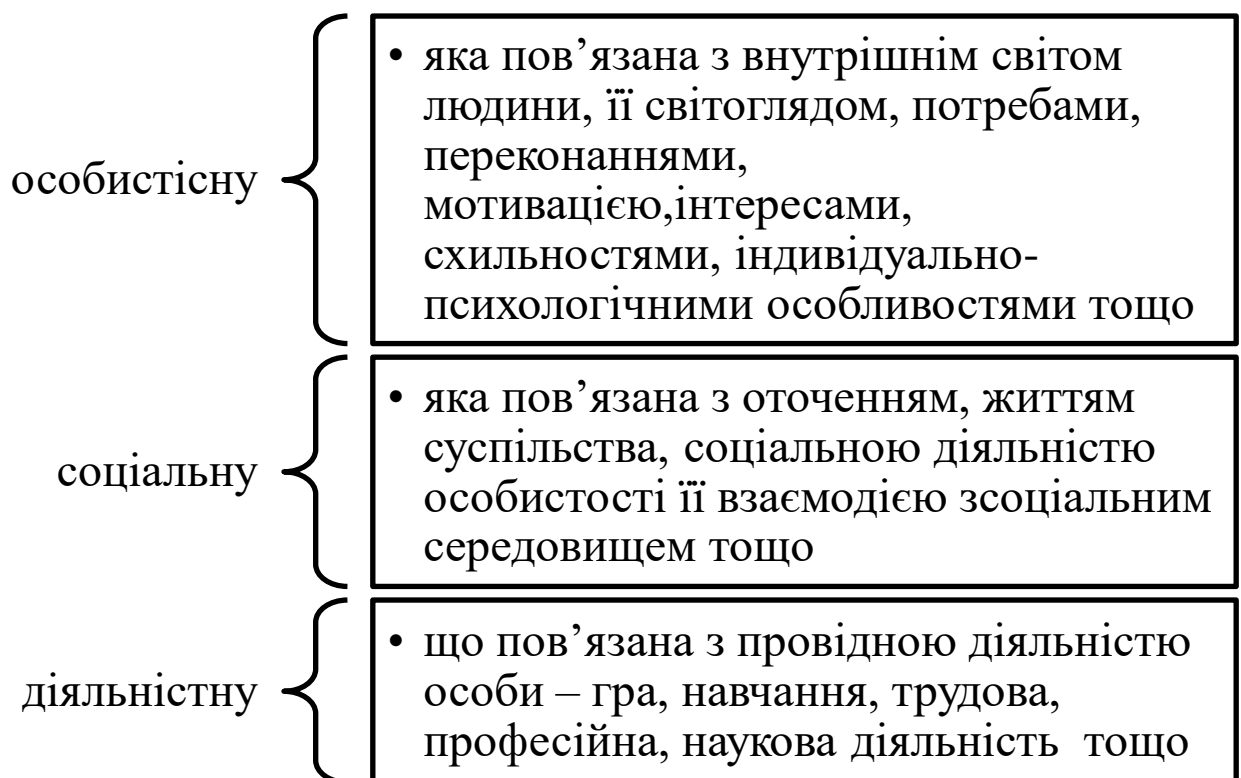 особистісну
• яка пов’язана з внутрішнім світом
людини, її світоглядом, потребами,
переконаннями,
мотивацією,інтересами,
схильностями, індивідуально-
психологічними особливостями тощо
соціальну
• яка пов’язана з оточенням, життям
суспільства, соціальною діяльністю
особистості її взаємодією зсоціальним
середовищем тощо
діяльністну
• що пов’язана з провідною діяльністю
особи – гра, навчання, трудова,
професійна, наукова діяльність  тощо